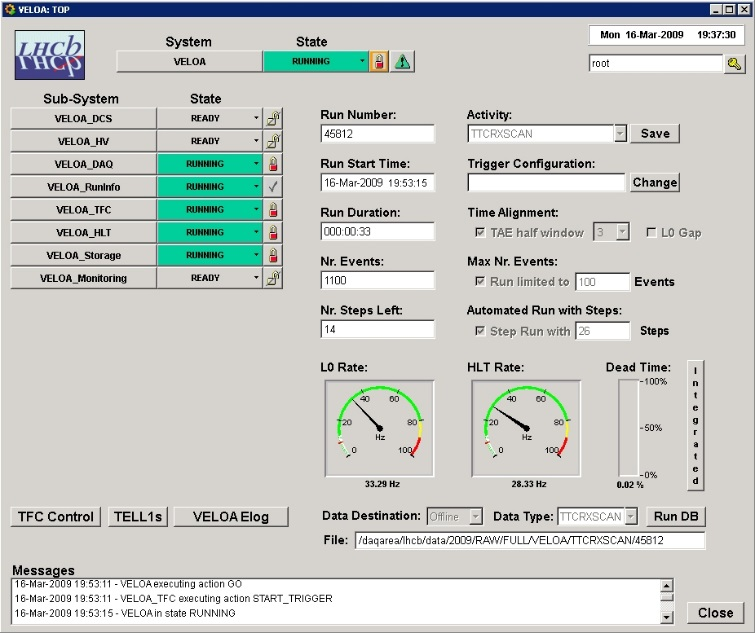 VELOA: TOP
LHCb
RHCP
System State
VELOA RUNNING
Mon 16-Mar-2009 19:37:30
root
Sub-System State
VELOA_DCS READY
VELOA_HV READY
VELOA_DAQ RUNNING
VELOA_RunInfo RUNNING
VELOA_TFC RUNNING
VELOA_HLT RUNNING
VELOA_Storage RUNNING
VELOA_Monitoring READY
Run Number: Activity:
45812 TTCRXSCAN Save
Run Start Time: Trigger Configuration:
16-Mar-2009 19:53:15 Change
Run Duration: Time Alignment:
000:00:33 TAE half window 3 L0 Gap
Nr. Events: Max Nr. Events:
1100 Run limited to 100 Events
Nr. Steps Left: Automated Run with Steps:
14 Step Run with 26 Steps
L0 Rate: HLT Rate: Dead Time:
0 20 40 60 80 100 Hz
33.29 Hz
0 20 40 60 80 100 Hz
28.33 Hz
100%
50%
0%
0.02 %
Integrated
TFC Control TELL1s VELOA Elog
Data Destination: Offline Data Type: TTCRXSCAN Run DB
File: /daqarea/lhcb/data/2009/RAW/FULL/VELOA/TTCRXSCAN/45812
Messages
16-Mar-2009 19:53:11 - VELOA executing action GO
16-Mar-2009 19:53:11 - VELOA_TFC executing action START_TRIGGER
16-Mar-2009 19:53:15 - VELOA in state RUNNING
Close